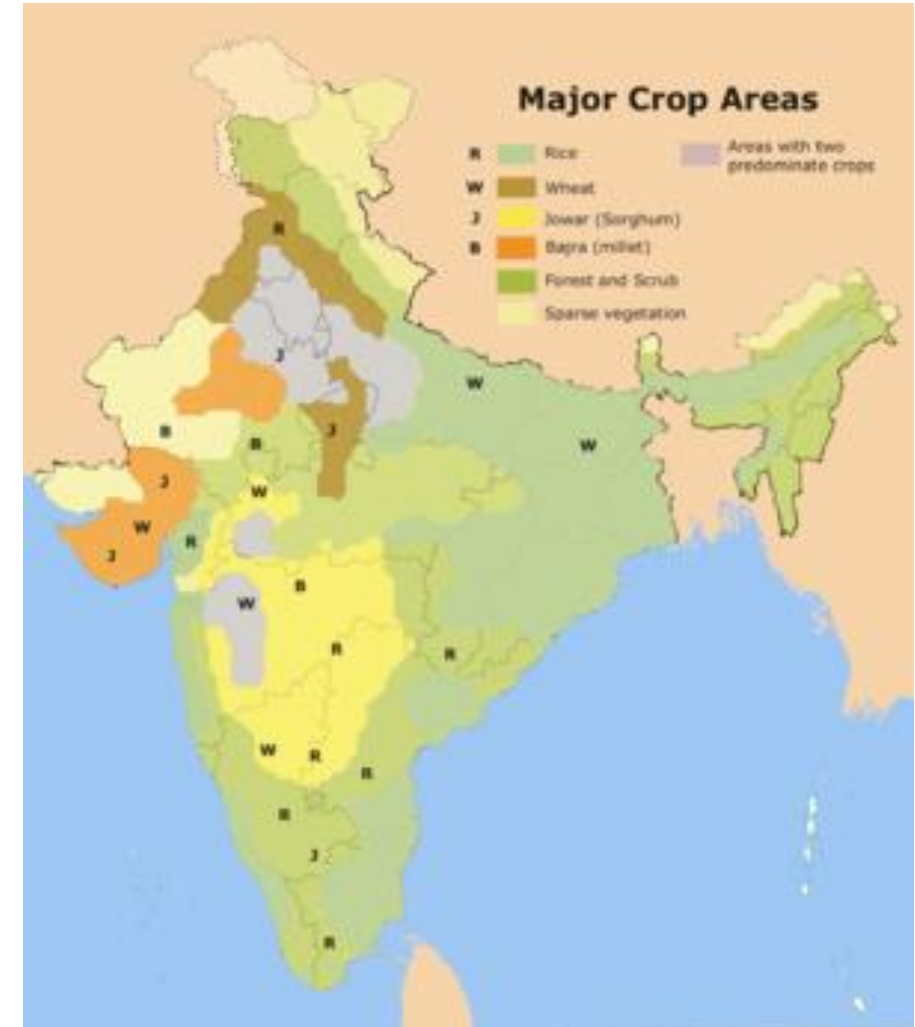 Major Crop Areas
R Rice
W Wheat
J Jowar (Sorghum)
B Bajra (millet)
Forest and Scrub
Sparse vegetation
Areas with two
predominate crops
R
J
W
B
B
J
W
J
W
W
R
J
W
B
R
R
W
R
B
J
R